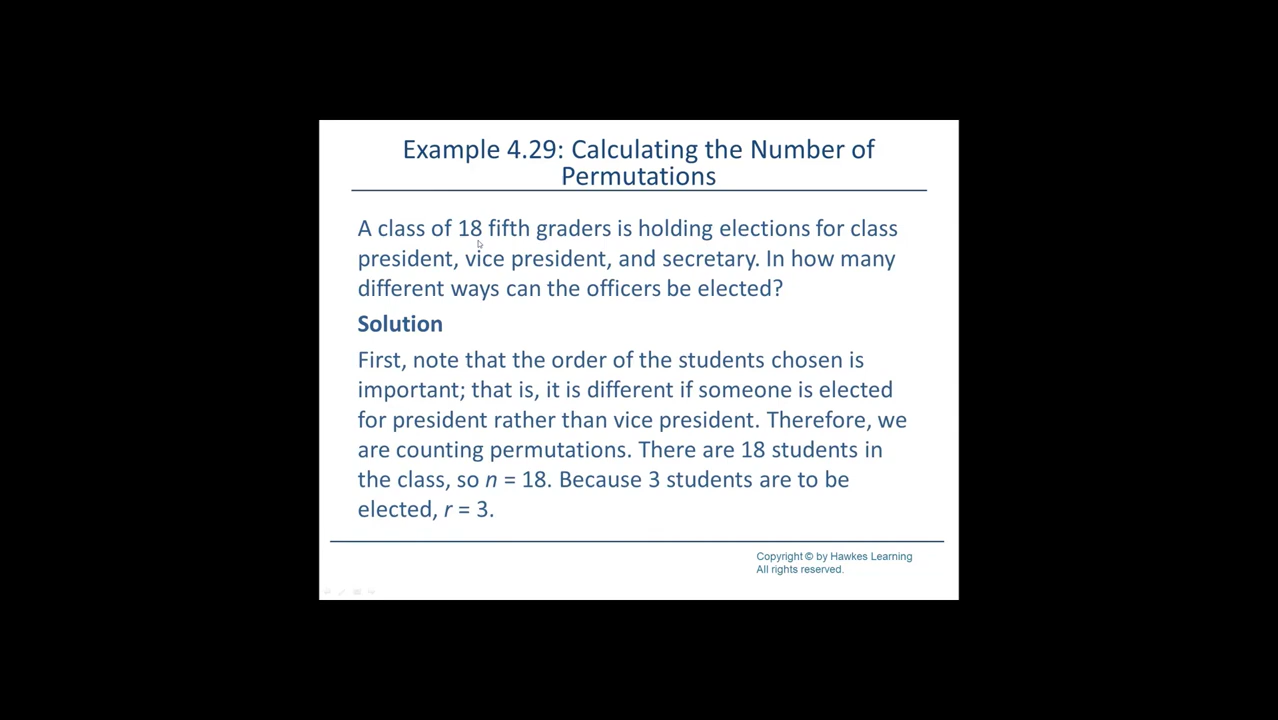 Example 4.29: Calculating the Number of
Permutations
A class of 18 fifth graders is holding elections for class
president, vice president, and secretary. In how many
different ways can the officers be elected?
Solution
First, note that the order of the students chosen is
important; that is, it is different if someone is elected
for president rather than vice president. Therefore, we
are counting permutations. There are 18 students in
the class, so n = 18. Because 3 students are to be
elected, r = 3.
Copyright © by Hawkes Learning
All rights reserved.